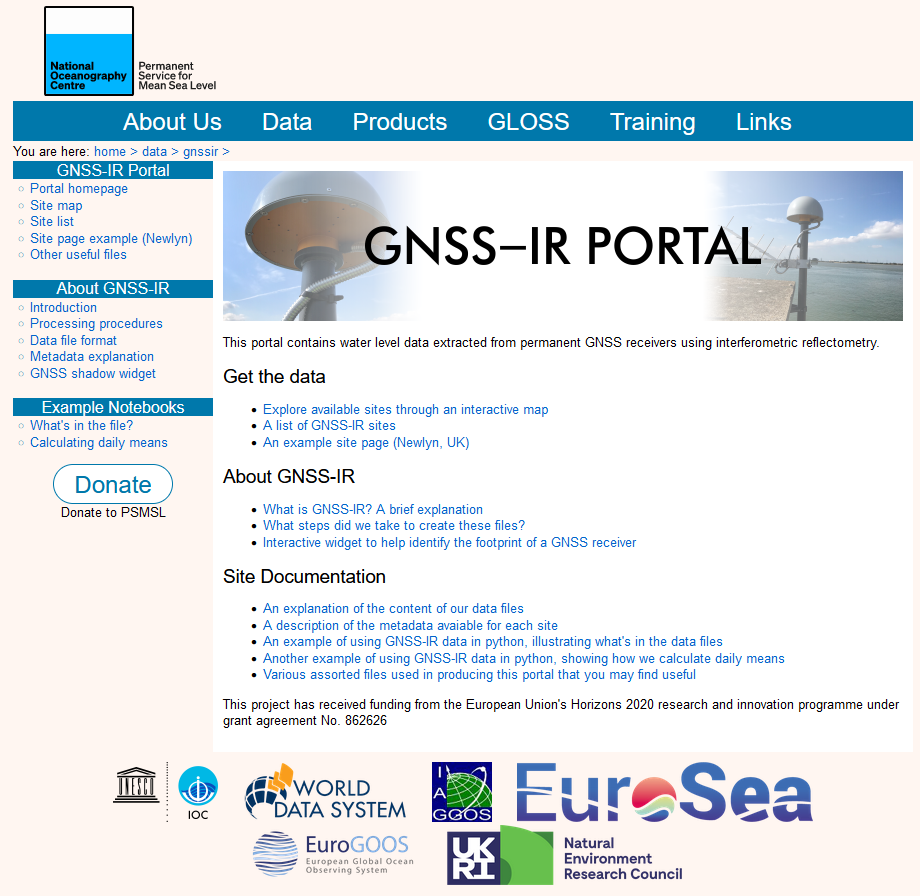 National
Oceanography
Centre
Permanent
Service for
Mean Sea Level
About Us Data Products GLOSS Training Links
You are here: home > data > gnssir >
GNSS-IR Portal
Portal homepage
Site map
Site list
Site page example (Newlyn)
Other useful files
About GNSS-IR
Introduction
Processing procedures
Data file format
Metadata explanation
GNSS shadow widget
Example Notebooks
What's in the file?
Calculating daily means
Donate
Donate to PSMSL
GNSS–IR PORTAL
This portal contains water level data extracted from permanent GNSS receivers using interferometric reflectometry.
Get the data
Explore available sites through an interactive map
A list of GNSS-IR sites
An example site page (Newlyn, UK)
About GNSS-IR
What is GNSS-IR? A brief explanation
What steps did we take to create these files?
Interactive widget to help identify the footprint of a GNSS receiver
Site Documentation
An explanation of the content of our data files
A description of the metadata avaiable for each site
An example of using GNSS-IR data in python, illustrating what's in the data files
Another example of using GNSS-IR data in python, showing how we calculate daily means
Various assorted files used in producing this portal that you may find useful
This project has received funding from the European Union's Horizons 2020 research and innovation programme under
grant agreement No. 862626
UNESCO
IOC
WORLD
DATA SYSTEM
I
A
G
GGOS
EuroSea
EuroGOOS
European Global Ocean
Observing System
UK
RI
Natural
Environment
Research Council